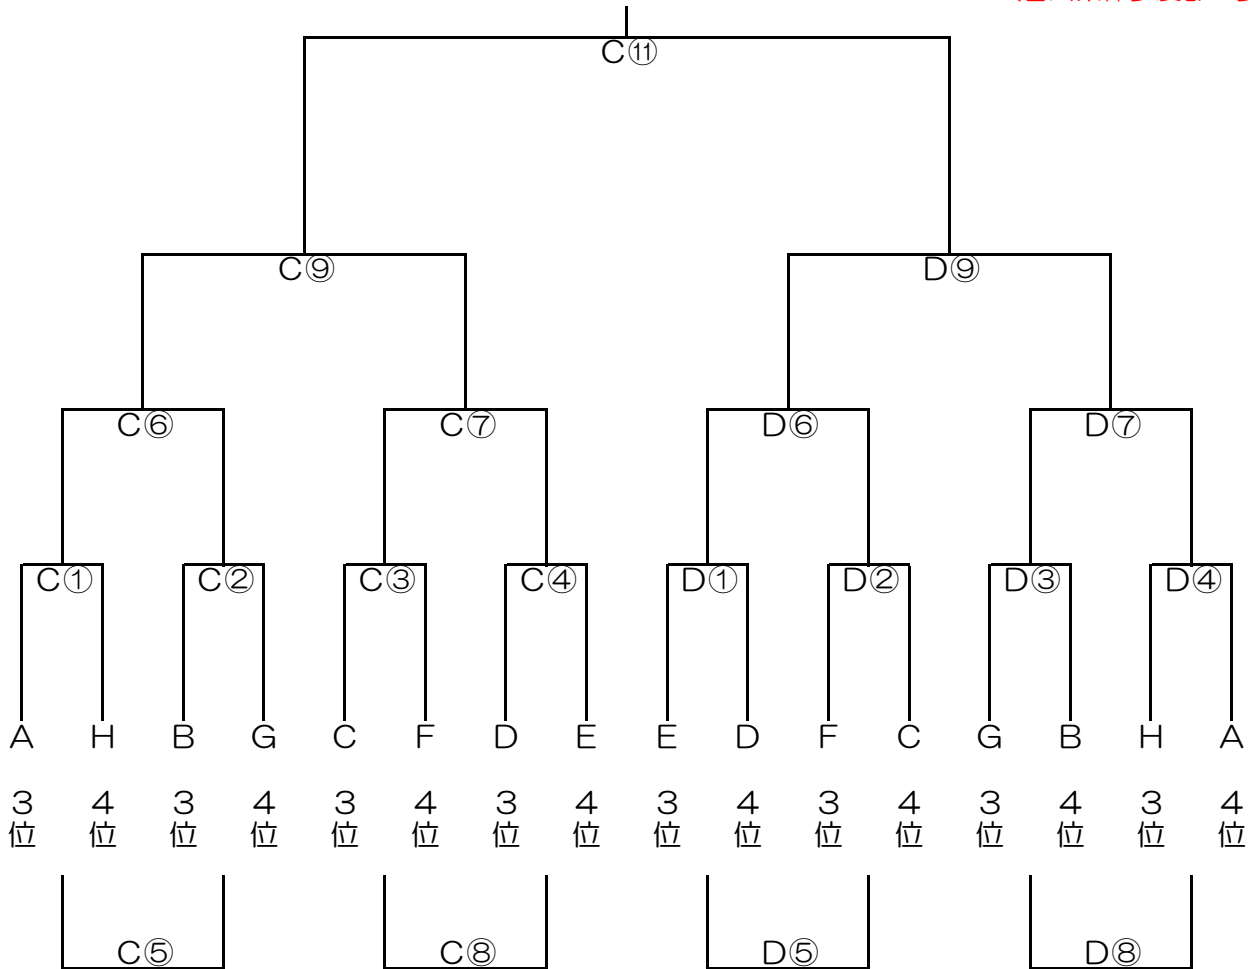 C⑪
C⑨ D⑨
C⑥ C⑦ D⑥ D⑦
C① C② C③ C④ D① D② D③ D④
A H B G C F D E E D F C G B H A
3 4 3 4 3 4 3 4 3 4 3 4 3 4 3 4
位 位 位 位 位 位 位 位 位 位 位 位 位 位 位 位
C⑤ C⑧ D⑤ D⑧